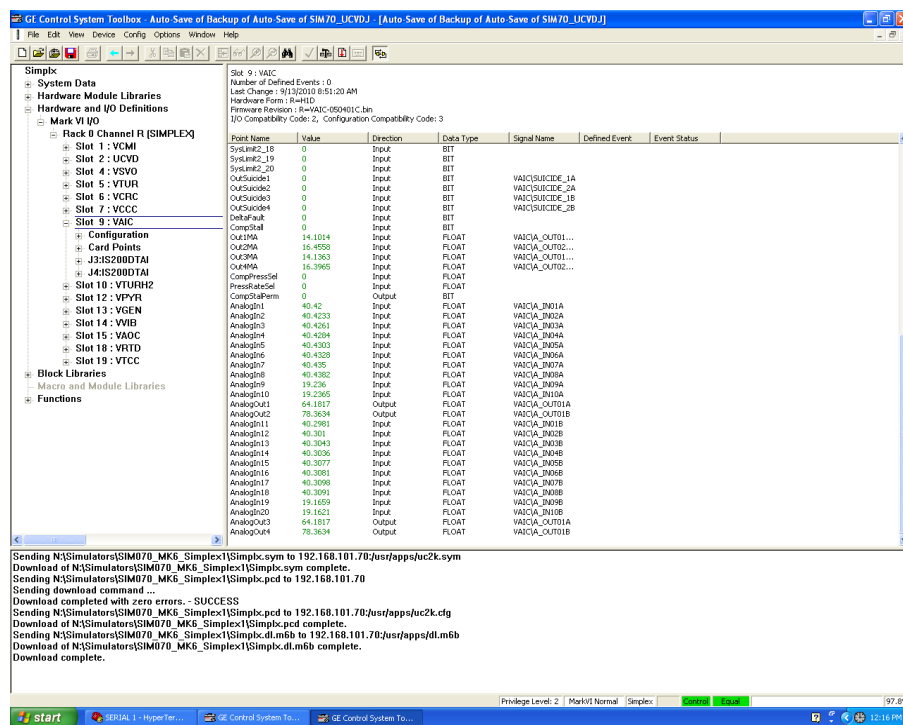 GE Control System Toolbox - Auto-Save of Backup of Auto-Save of SIM70_UCVDJ - [Auto-Save of Backup of Auto-Save of SIM70_UCVDJ]
File Edit View Device Config Options Window Help
Simplx
System Data
Hardware Module Libraries
Hardware and I/O Definitions
Mark VI I/O
Rack 0 Channel R (SIMPLEX)
Slot 1 : VCMI
Slot 2 : UCVD
Slot 4 : VSVO
Slot 5 : VTUR
Slot 6 : VCRC
Slot 7 : VCCC
Slot 9 : VAIC
Configuration
Card Points
J3:IS200DTAI
J4:IS200DTAI
Slot 10 : VTURH2
Slot 12 : VPYR
Slot 13 : VGEN
Slot 14 : VVIB
Slot 15 : VAOC
Slot 18 : VRTD
Slot 19 : VTCC
Block Libraries
Macro and Module Libraries
Functions
Slot 9 : VAIC
Number of Defined Events : 0
Last Change : 9/13/2010 8:51:20 AM
Hardware Form : R=H1D
Firmware Revision : R=VAIC-050401C.bin
I/O Compatibility Code: 2, Configuration Compatibility Code: 3
Point Name Value Direction Data Type Signal Name Defined Event Event Status
SysLimit2_18 0 Input BIT
SysLimit2_19 0 Input BIT
SysLimit2_20 0 Input BIT
OutSuicide1 0 Input BIT VAIC\SUICIDE_1A
OutSuicide2 0 Input BIT VAIC\SUICIDE_2A
OutSuicide3 0 Input BIT VAIC\SUICIDE_1B
OutSuicide4 0 Input BIT VAIC\SUICIDE_2B
DeltaFault 0 Input BIT
CompStall 0 Input BIT
Out1MA 14.1014 Input FLOAT VAIC\A_OUT01...
Out2MA 16.4558 Input FLOAT VAIC\A_OUT02...
Out3MA 14.1363 Input FLOAT VAIC\A_OUT01...
Out4MA 16.3965 Input FLOAT VAIC\A_OUT02...
CompPressSel 0 Input FLOAT
PressRateSel 0 Input FLOAT
CompStalPerm 0 Output BIT
AnalogIn1 40.42 Input FLOAT VAIC\A_IN01A
AnalogIn2 40.4233 Input FLOAT VAIC\A_IN02A
AnalogIn3 40.4261 Input FLOAT VAIC\A_IN03A
AnalogIn4 40.4284 Input FLOAT VAIC\A_IN04A
AnalogIn5 40.4303 Input FLOAT VAIC\A_IN05A
AnalogIn6 40.4328 Input FLOAT VAIC\A_IN06A
AnalogIn7 40.435 Input FLOAT VAIC\A_IN07A
AnalogIn8 40.4382 Input FLOAT VAIC\A_IN08A
AnalogIn9 19.236 Input FLOAT VAIC\A_IN09A
AnalogIn10 19.2365 Input FLOAT VAIC\A_IN10A
AnalogOut1 64.1817 Output FLOAT VAIC\A_OUT01A
AnalogOut2 78.3634 Output FLOAT VAIC\A_OUT01B
AnalogIn11 40.2981 Input FLOAT VAIC\A_IN01B
AnalogIn12 40.301 Input FLOAT VAIC\A_IN02B
AnalogIn13 40.3043 Input FLOAT VAIC\A_IN03B
AnalogIn14 40.3036 Input FLOAT VAIC\A_IN04B
AnalogIn15 40.3077 Input FLOAT VAIC\A_IN05B
AnalogIn16 40.3081 Input FLOAT VAIC\A_IN06B
AnalogIn17 40.3098 Input FLOAT VAIC\A_IN07B
AnalogIn18 40.3091 Input FLOAT VAIC\A_IN08B
AnalogIn19 19.1659 Input FLOAT VAIC\A_IN09B
AnalogIn20 19.1621 Input FLOAT VAIC\A_IN10B
AnalogOut3 64.1817 Output FLOAT VAIC\A_OUT01A
AnalogOut4 78.3634 Output FLOAT VAIC\A_OUT01B
Sending N:\Simulators\SIM070_MK6_Simplex1\Simplx.sym to 192.168.101.70:/usr/apps/uc2k.sym
Download of N:\Simulators\SIM070_MK6_Simplex1\Simplx.sym complete.
Sending N:\Simulators\SIM070_MK6_Simplex1\Simplx.pcd to 192.168.101.70
Sending download command ...
Download completed with zero errors. - SUCCESS
Sending N:\Simulators\SIM070_MK6_Simplex1\Simplx.pcd to 192.168.101.70:/usr/apps/uc2k.cfg
Download of N:\Simulators\SIM070_MK6_Simplex1\Simplx.pcd complete.
Sending N:\Simulators\SIM070_MK6_Simplex1\Simplx.dl.m6b to 192.168.101.70:/usr/apps/dl.m6b
Download of N:\Simulators\SIM070_MK6_Simplex1\Simplx.dl.m6b complete.
Download complete.
Privilege Level: 2 MarkVI Normal Simplex Control Equal 97.8
start SERIAL 1 - HyperTer... GE Control System To... GE Control System To... 12:16 PM